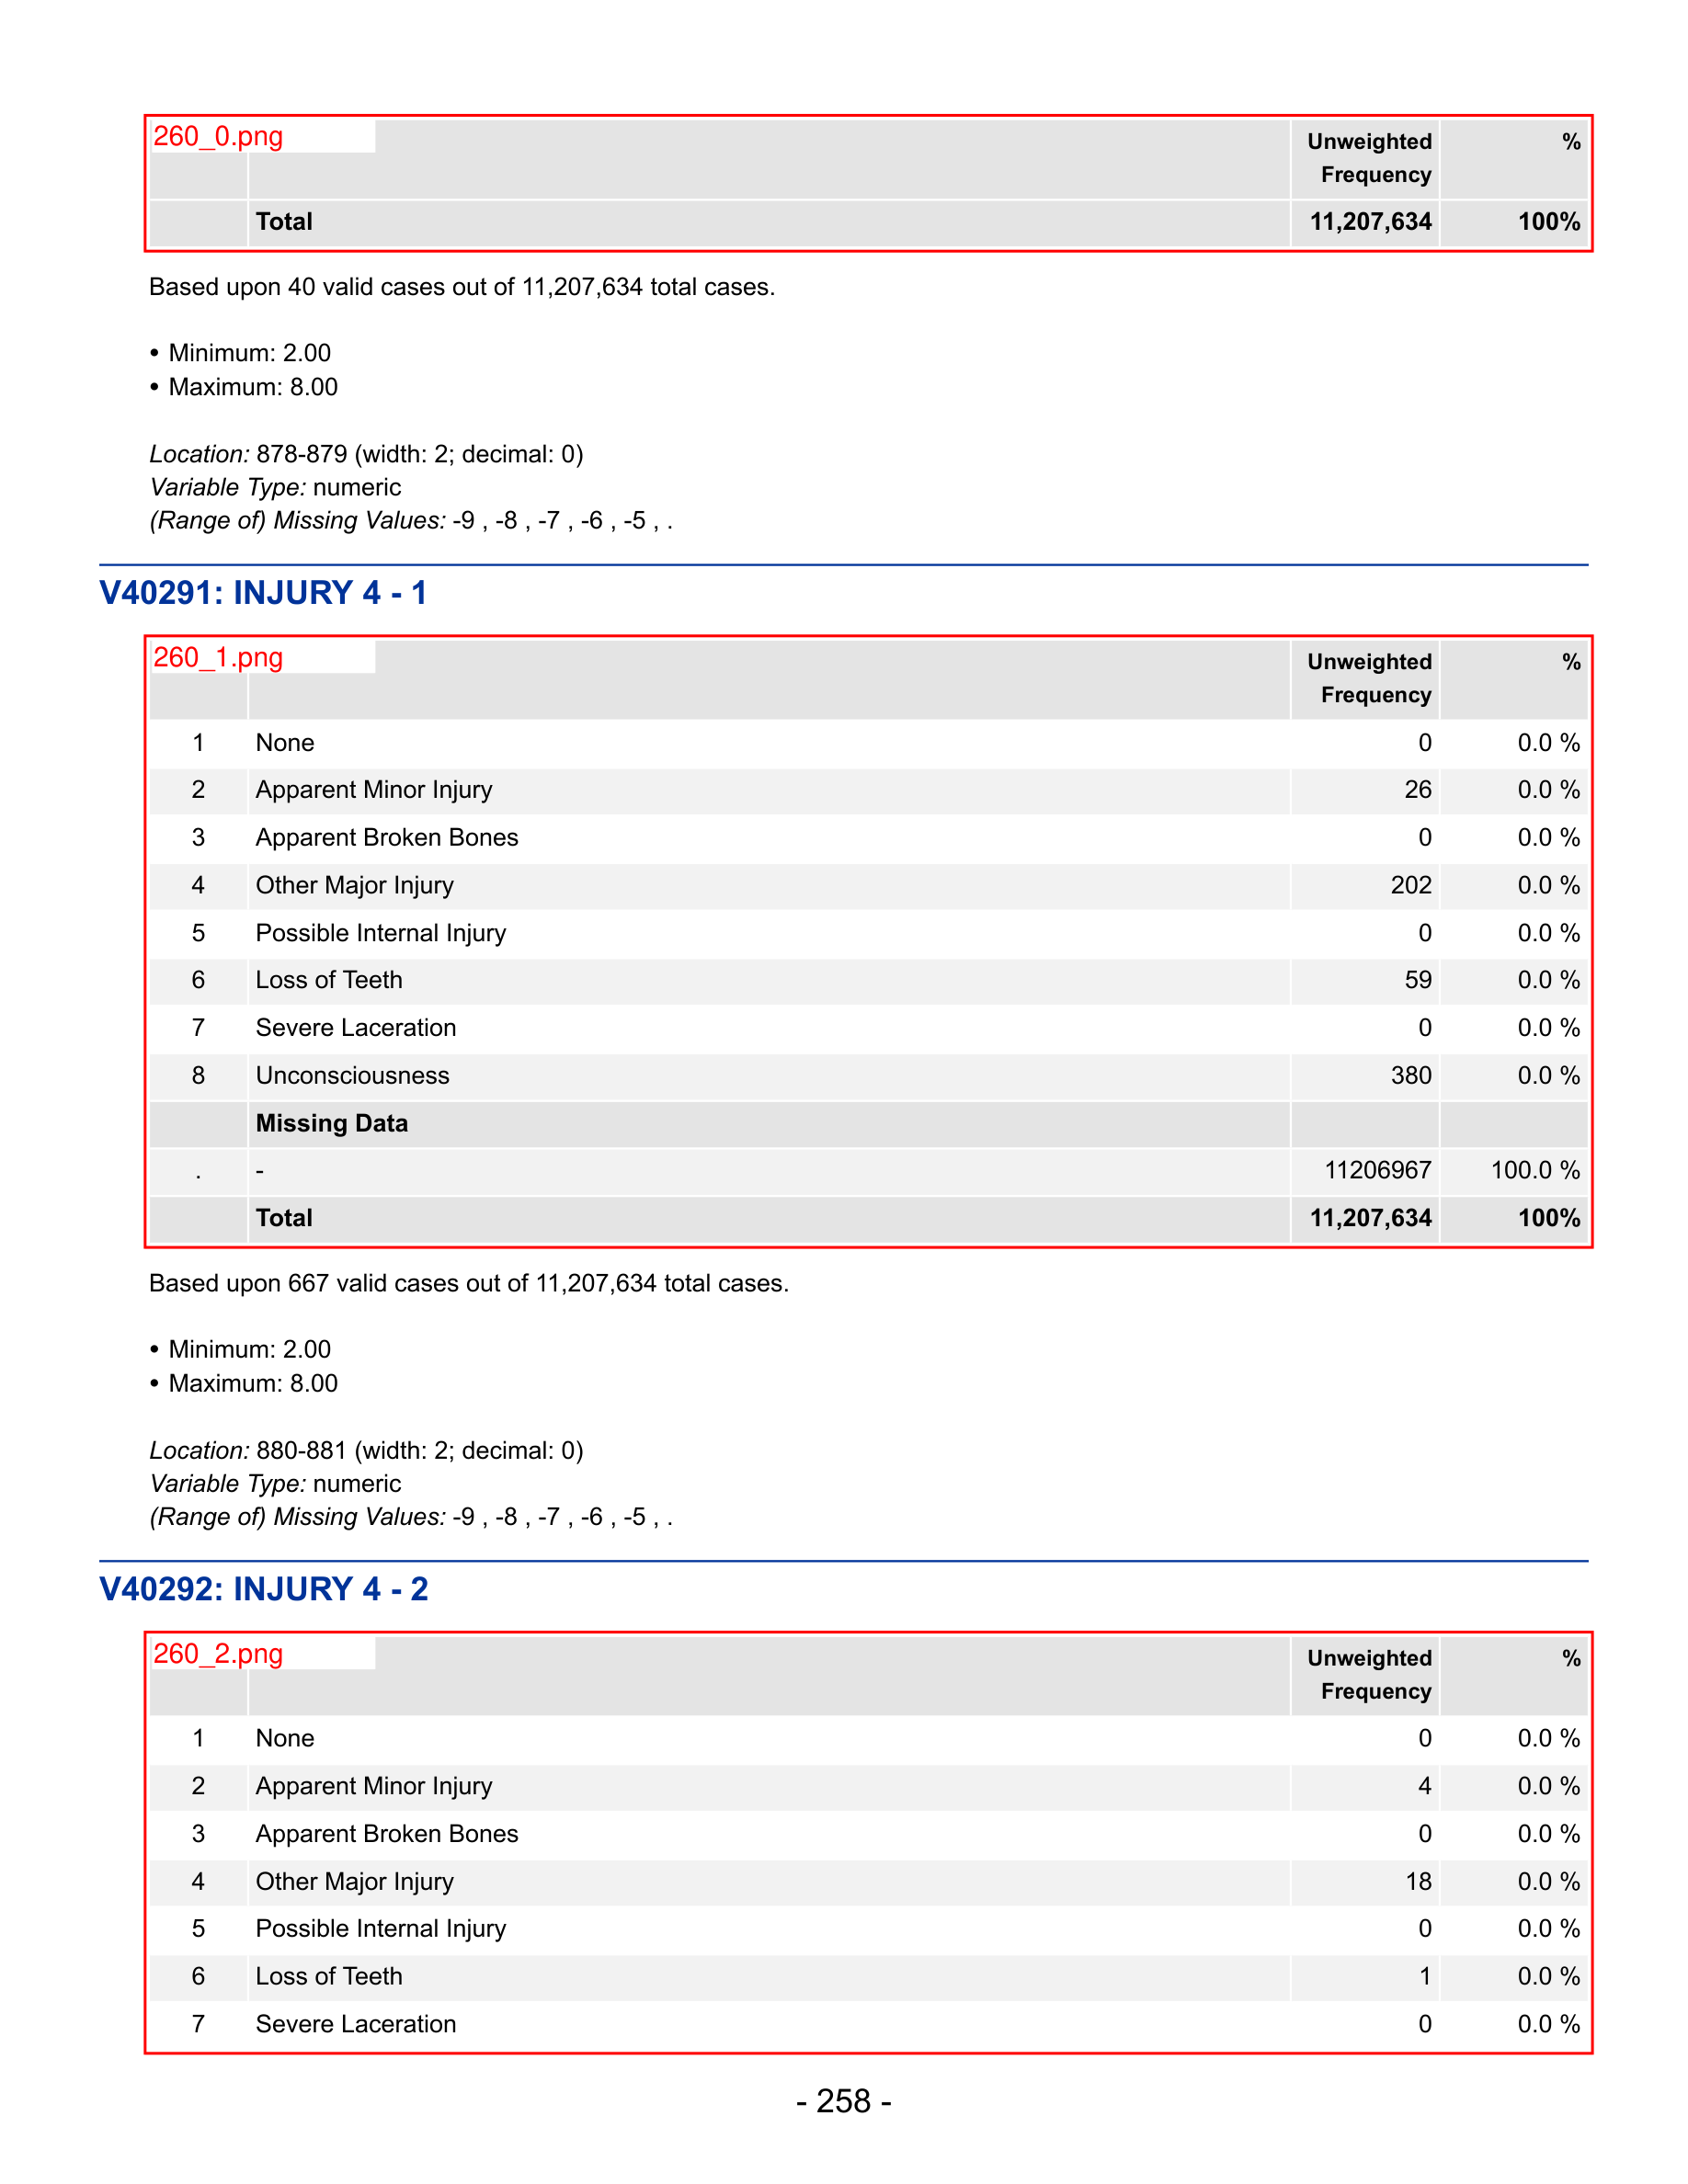 260_0.png
Unweighted Frequency %
Total 11,207,634 100%
Based upon 40 valid cases out of 11,207,634 total cases.
• Minimum: 2.00
• Maximum: 8.00
Location: 878-879 (width: 2; decimal: 0)
Variable Type: numeric
(Range of) Missing Values: -9 , -8 , -7 , -6 , -5 , .
V40291: INJURY 4 - 1
260_1.png
Unweighted Frequency %
1 None 0 0.0 %
2 Apparent Minor Injury 26 0.0 %
3 Apparent Broken Bones 0 0.0 %
4 Other Major Injury 202 0.0 %
5 Possible Internal Injury 0 0.0 %
6 Loss of Teeth 59 0.0 %
7 Severe Laceration 0 0.0 %
8 Unconsciousness 380 0.0 %
Missing Data
. - 11206967 100.0 %
Total 11,207,634 100%
Based upon 667 valid cases out of 11,207,634 total cases.
• Minimum: 2.00
• Maximum: 8.00
Location: 880-881 (width: 2; decimal: 0)
Variable Type: numeric
(Range of) Missing Values: -9 , -8 , -7 , -6 , -5 , .
V40292: INJURY 4 - 2
260_2.png
Unweighted Frequency %
1 None 0 0.0 %
2 Apparent Minor Injury 4 0.0 %
3 Apparent Broken Bones 0 0.0 %
4 Other Major Injury 18 0.0 %
5 Possible Internal Injury 0 0.0 %
6 Loss of Teeth 1 0.0 %
7 Severe Laceration 0 0.0 %
- 258 -